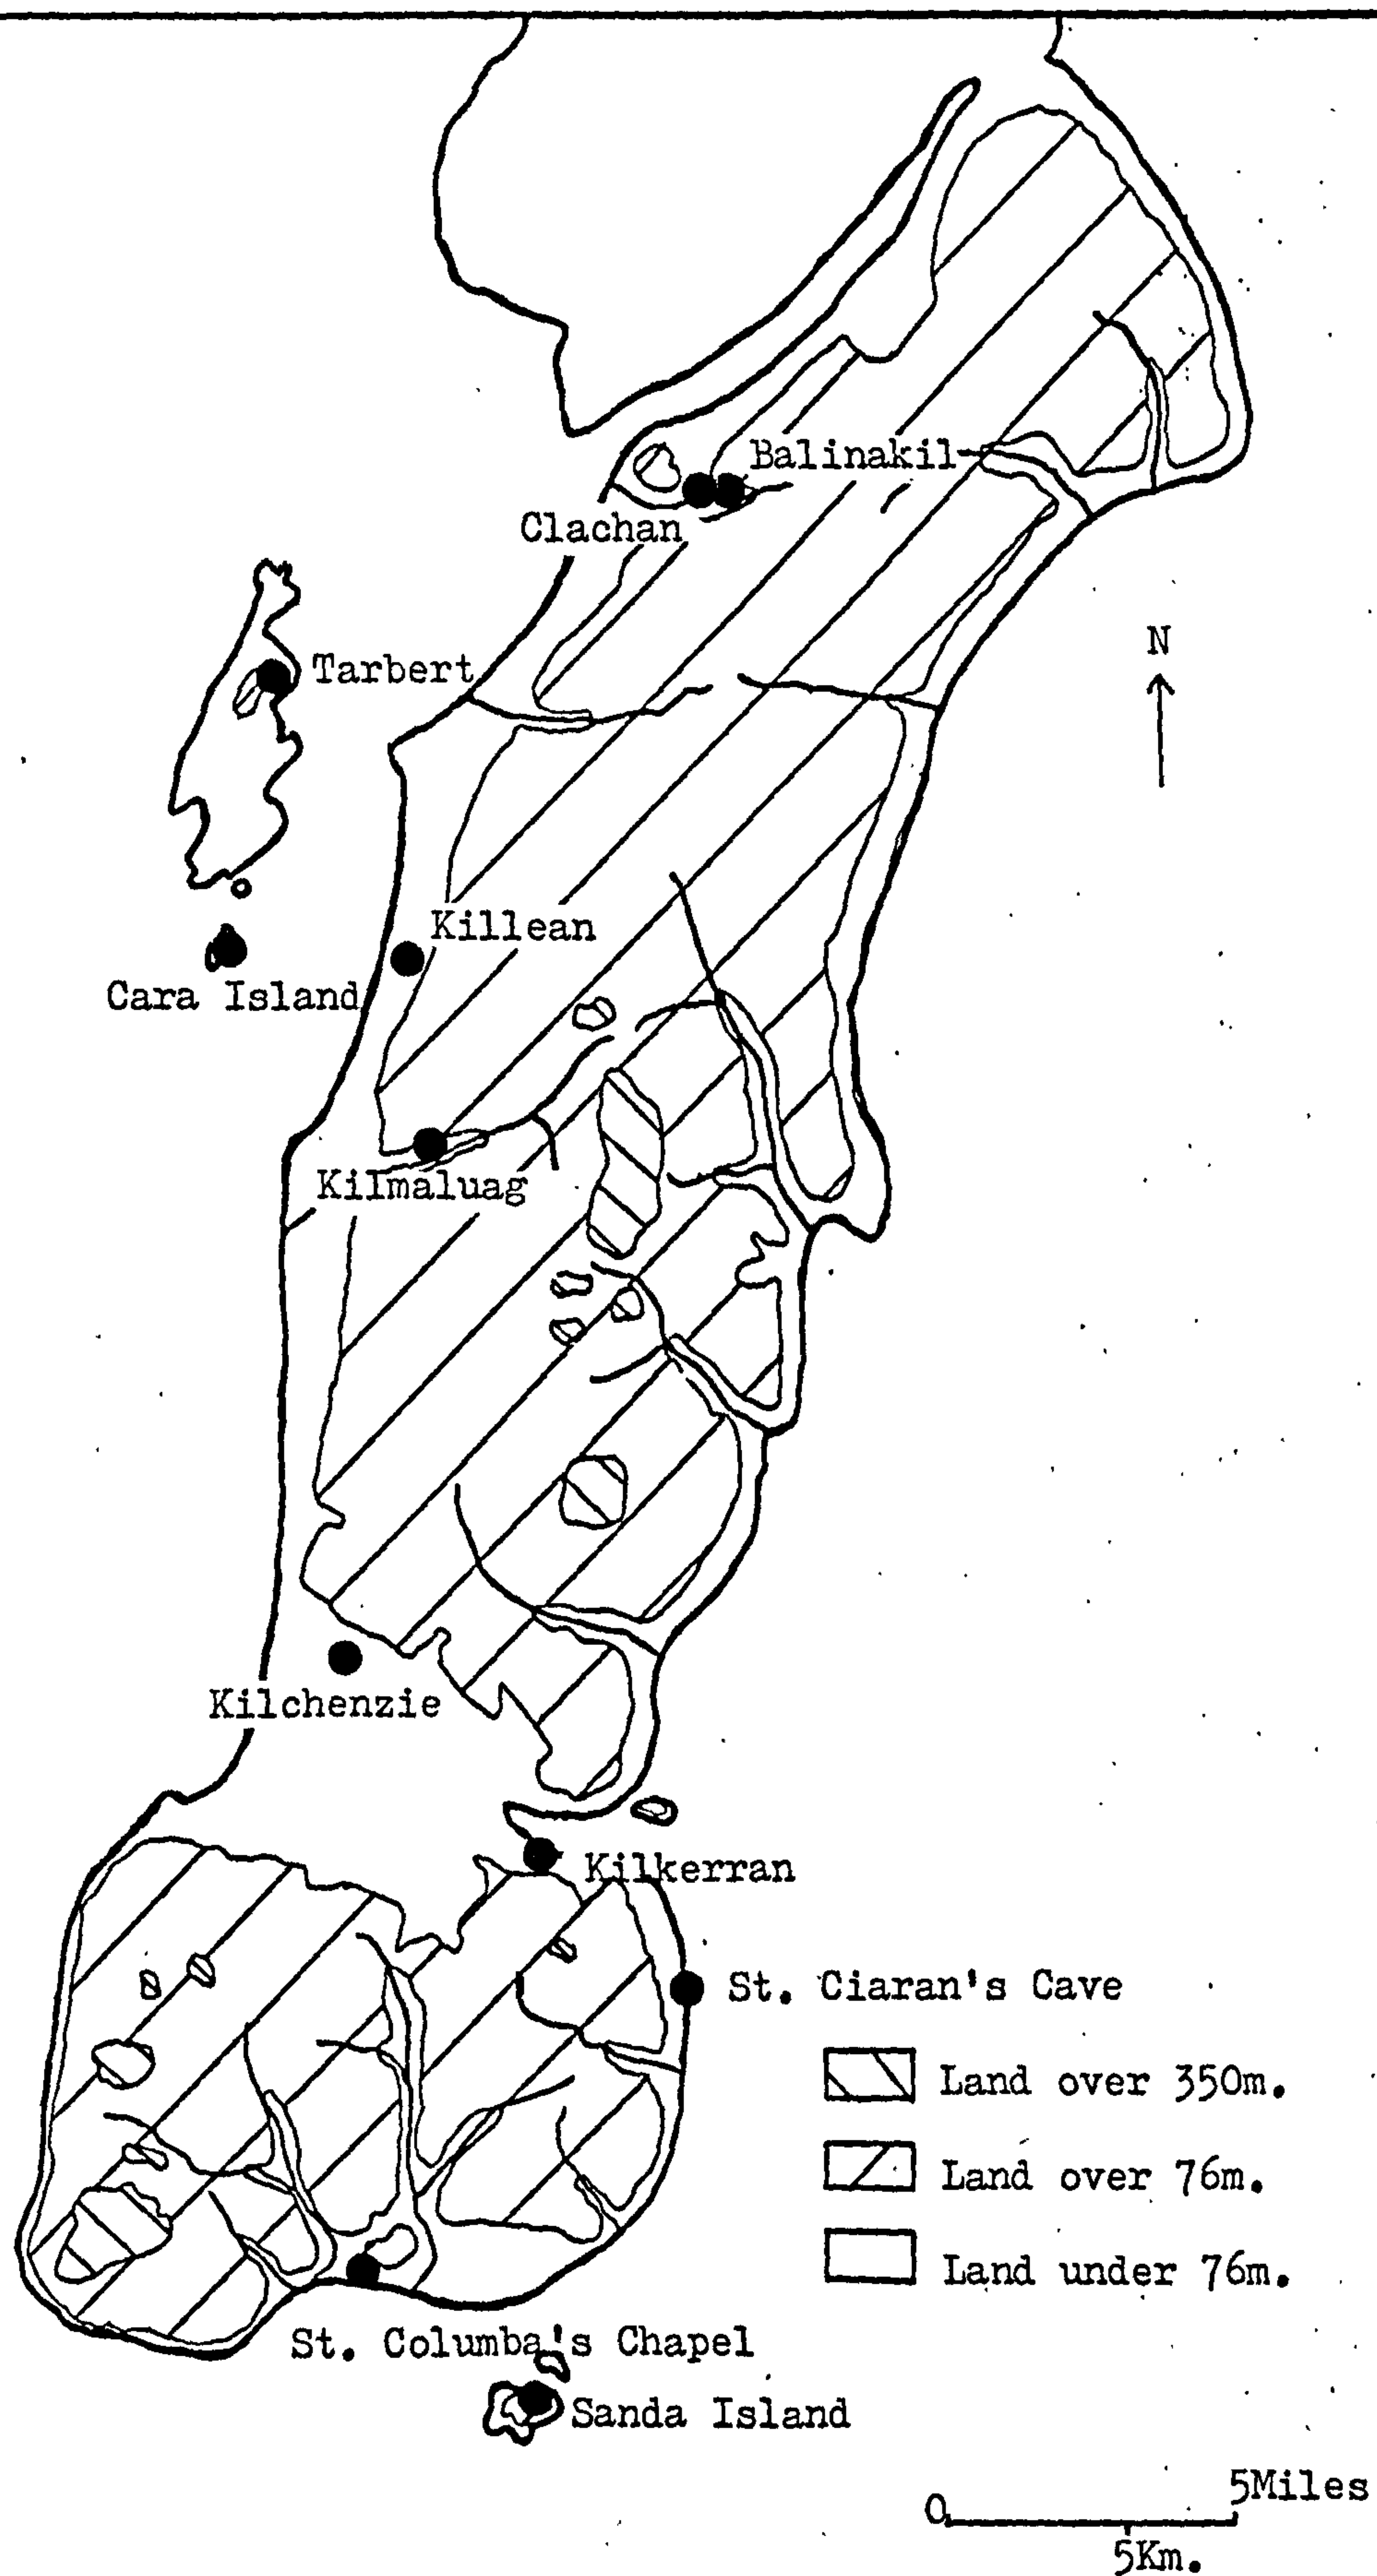 Balinakil
Clachan
Tarbert
N
Killean
Cara Island
Kilmaluag
Kilchenzie
Kilkerran
St. Ciaran's Cave
Land over 350m.
Land over 76m.
Land under 76m.
St. Columba's Chapel
Sanda Island
5Miles
0
5Km.